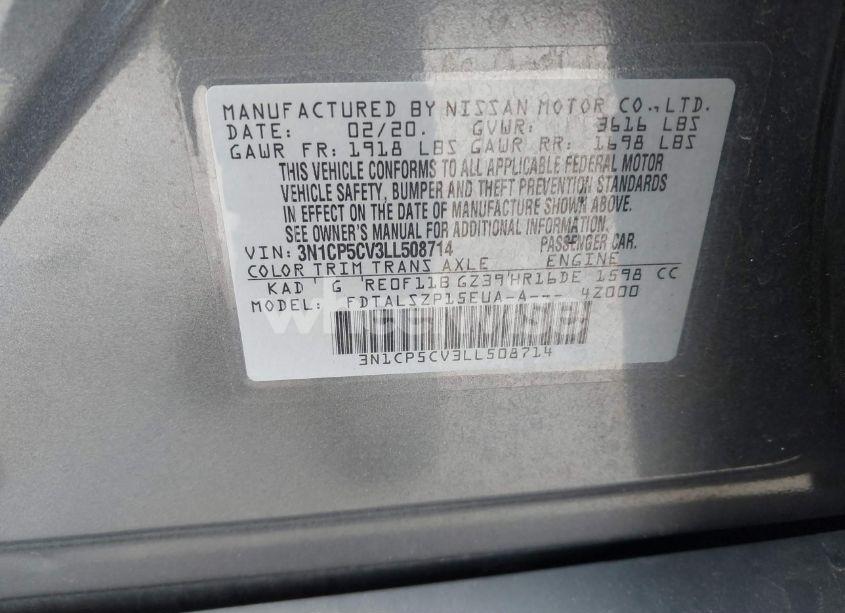 MANUFACTURED BY NISSAN MOTOR CO., LTD.
DATE: 02/20. GVWR: 3616 LBS
GAWR FR: 1918 LBS GAWR RR: 1698 LBS
THIS VEHICLE CONFORMS TO ALL APPLICABLE FEDERAL MOTOR
VEHICLE SAFETY, BUMPER AND THEFT PREVENTION STANDARDS
IN EFFECT ON THE DATE OF MANUFACTURE SHOWN ABOVE.
SEE OWNER'S MANUAL FOR ADDITIONAL INFORMATION.
VIN: 3N1CP5CV3LL508714 PASSENGER CAR.
COLOR TRIM TRANS AXLE ENGINE
KAD G RE0F11B GZ39 HR16DE 1598 CC
MODEL: FDTALSZP15EUA-A--- 4Z000
3N1CP5CV3LL508714